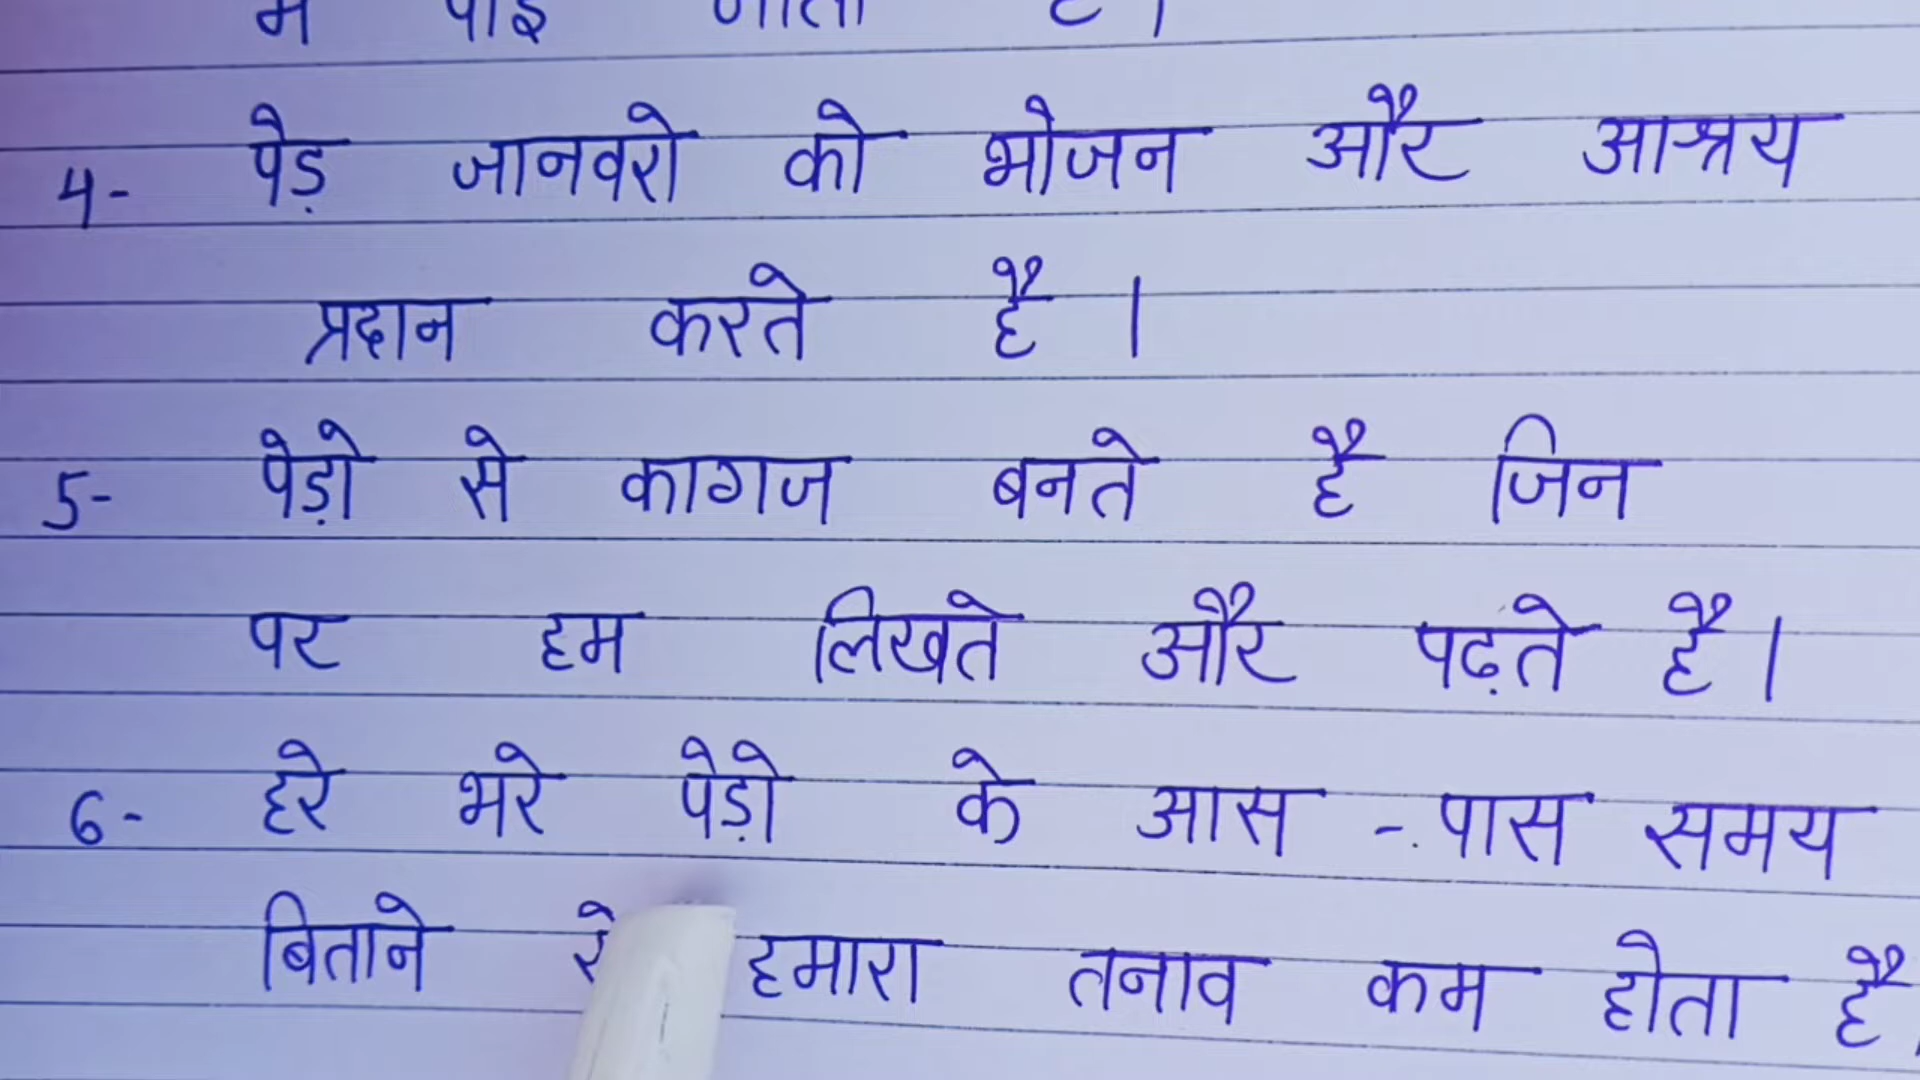 4- पेड़ जानवरो को भोजन और आश्रय
प्रदान करते है ।
5- पेड़ो से कागज बनते है जिन
पर हम लिखते और पढ़ते है ।
6- हरे भरे पेड़ो के आस - पास समय
बिताने हमारा तनाव कम होता है ।